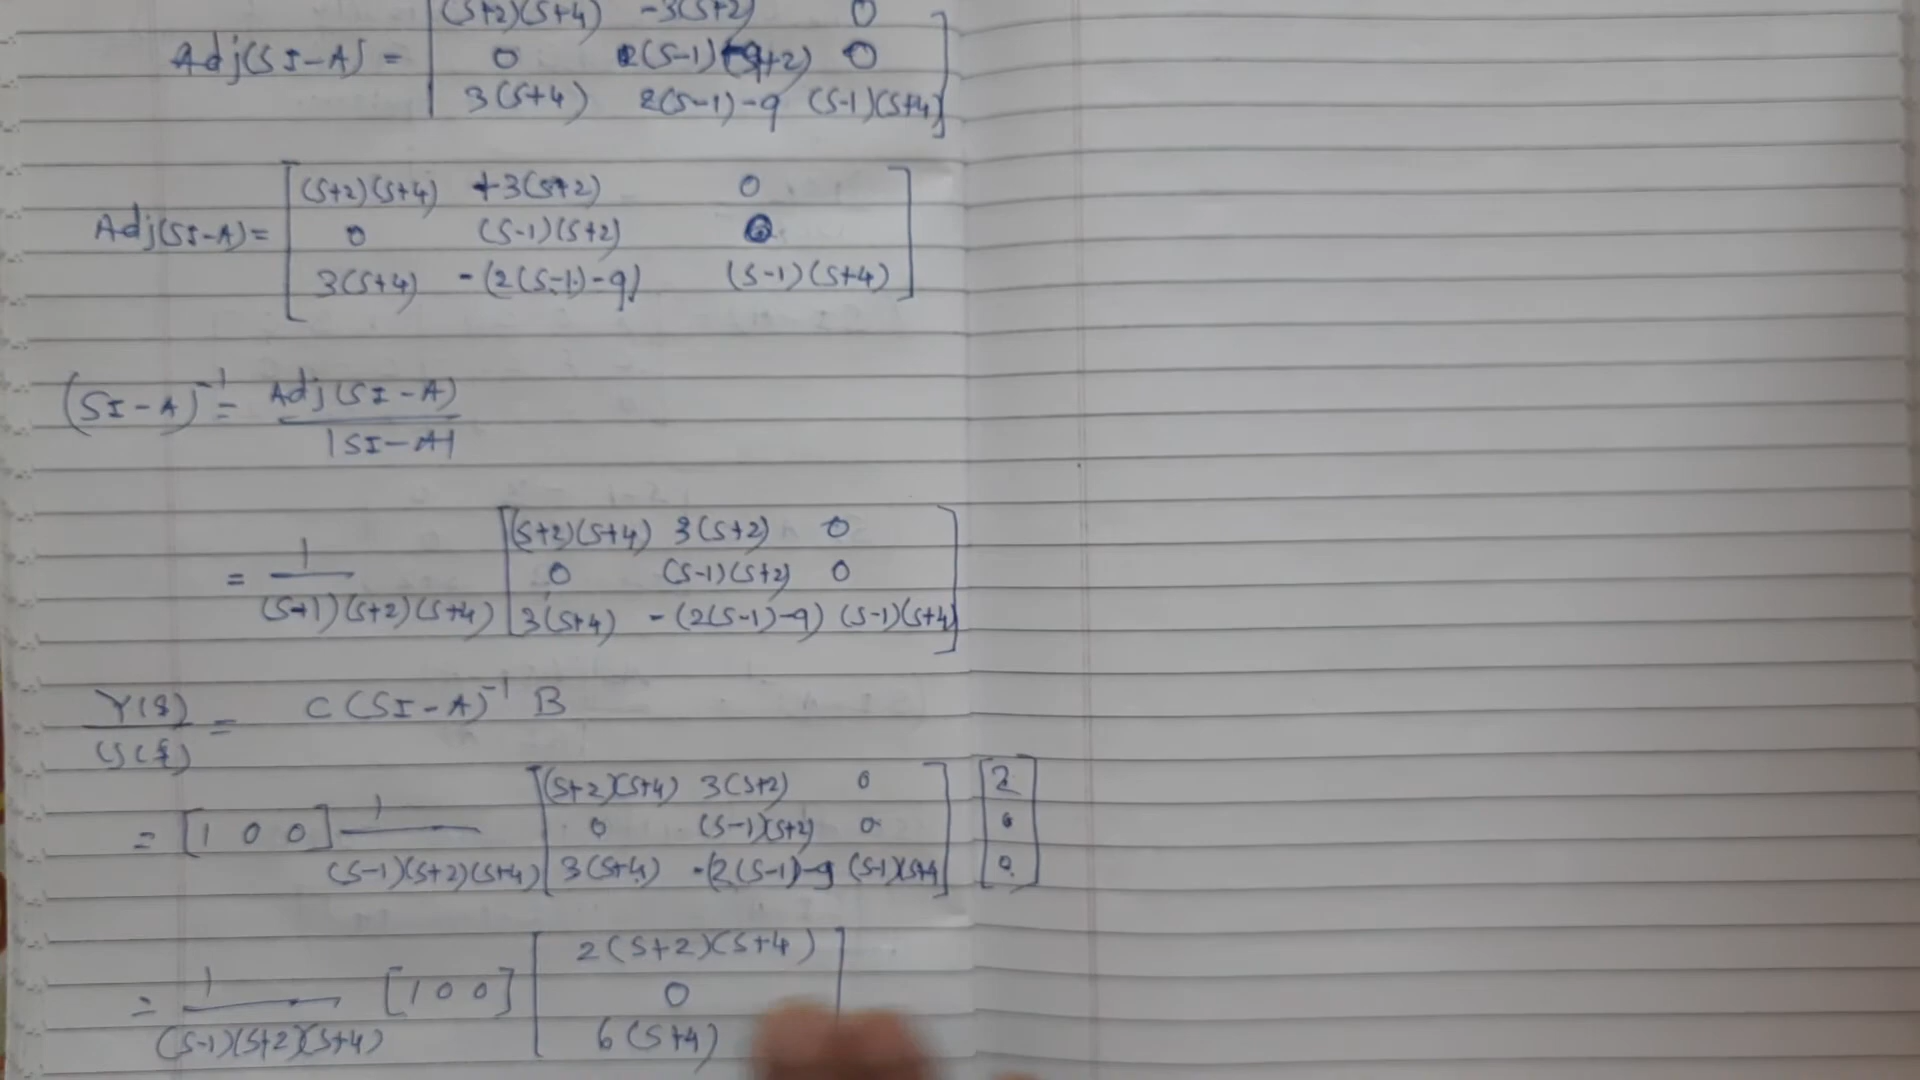 (S+2)(S+4) -3(S+2) 0
Adj(SI-A) = 0 (S-1)(S+2) 0
3(S+4) 2(S-1)-9 (S-1)(S+4)
(S+2)(S+4) +3(S+2) 0
Adj(SI-A)= 0 (S-1)(S+2) 0
3(S+4) -(2(S-1)-9) (S-1)(S+4)
(SI-A)⁻¹ = Adj(SI-A)
|SI-A|
(S+2)(S+4) 3(S+2) 0
= 1 0 (S-1)(S+2) 0
(S-1)(S+2)(S+4) 3(S+4) -(2(S-1)-9) (S-1)(S+4)
Y(S) = C(SI-A)⁻¹ B
U(S)
(S+2)(S+4) 3(S+2) 0 2
= [1 0 0] 1 0 (S-1)(S+2) 0 0
(S-1)(S+2)(S+4) 3(S+4) -(2(S-1)-9 (S-1)(S+4 0
2(S+2)(S+4)
= 1 [1 0 0] 0
(S-1)(S+2)(S+4) 6(S+4)